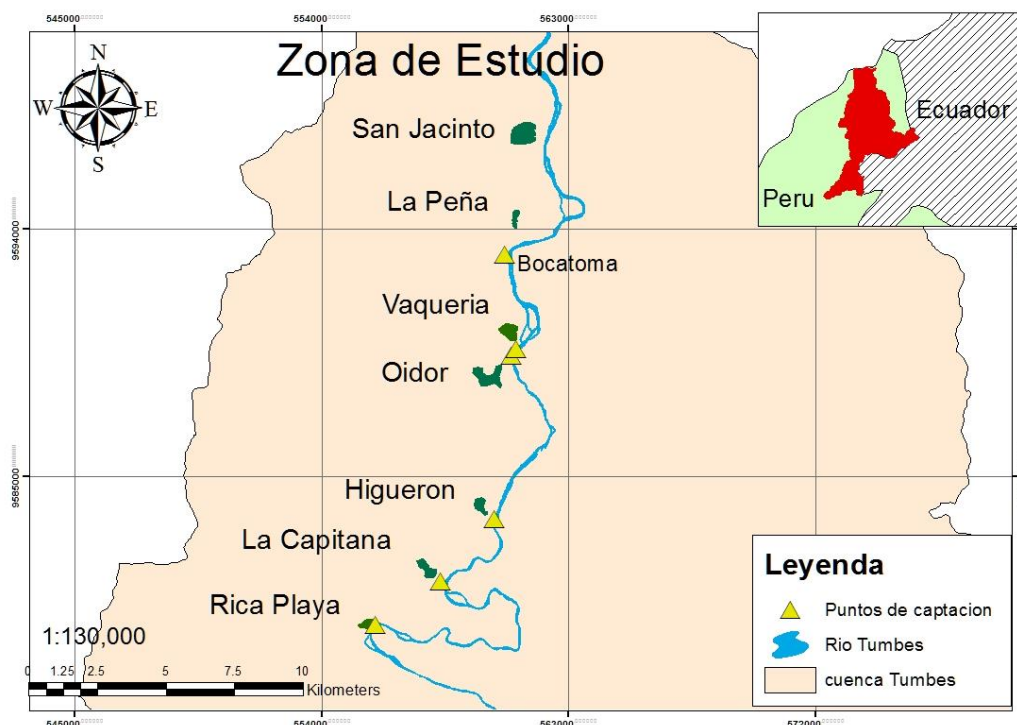 545000
554000
563000
Zona de Estudio
N
W
E
S
San Jacinto
La Peña
Ecuador
Peru
9594000
9594000
Bocatoma
Vaqueria
Oidor
9585000
9585000
Higueron
La Capitana
Rica Playa
1:130,000
0 1.25 2.5 5 7.5 10
Kilometers
Leyenda
Puntos de captacion
Rio Tumbes
cuenca Tumbes
545000
554000
563000
572000